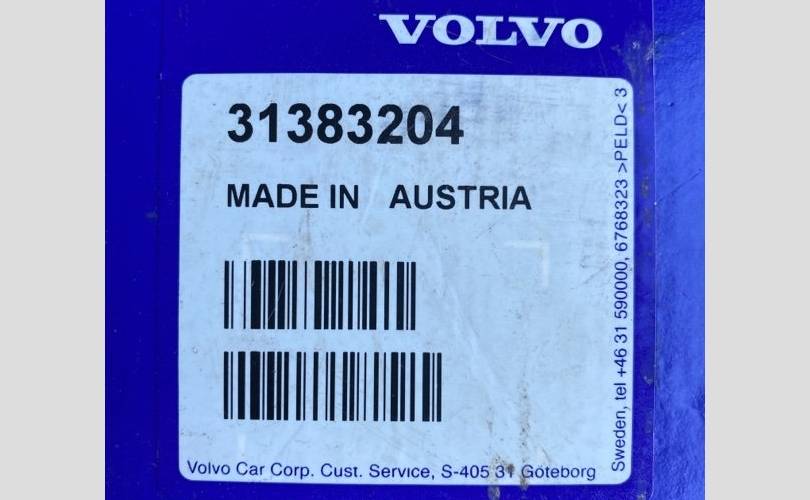 VOLVO
31383204
MADE IN AUSTRIA
Volvo Car Corp. Cust. Service, S-405 31 Göteborg
Sweden, tel +46 31 590000, 6768323 >PELD< 3